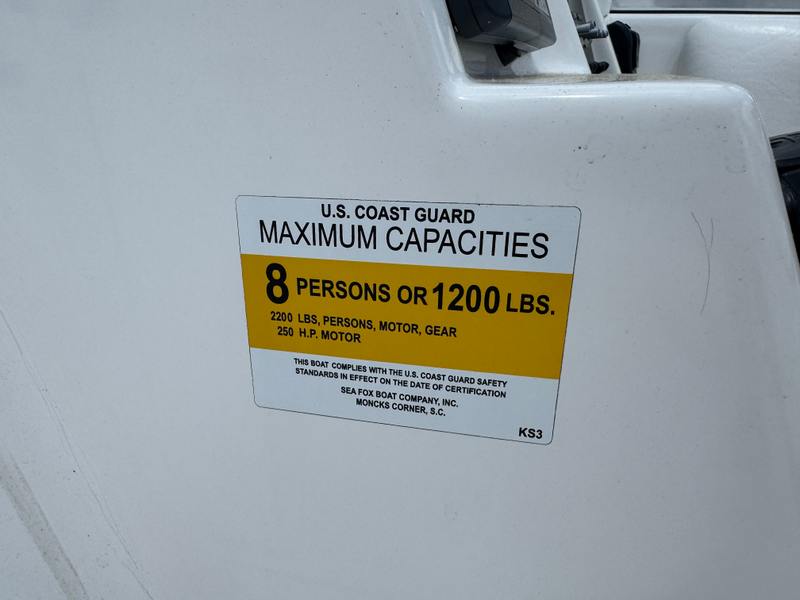 U.S. COAST GUARD
MAXIMUM CAPACITIES
8 PERSONS OR 1200 LBS.
2200 LBS, PERSONS, MOTOR, GEAR
250 H.P. MOTOR
THIS BOAT COMPLIES WITH THE U.S. COAST GUARD SAFETY
STANDARDS IN EFFECT ON THE DATE OF CERTIFICATION
SEA FOX BOAT COMPANY, INC.
MONCKS CORNER, S.C.
KS3